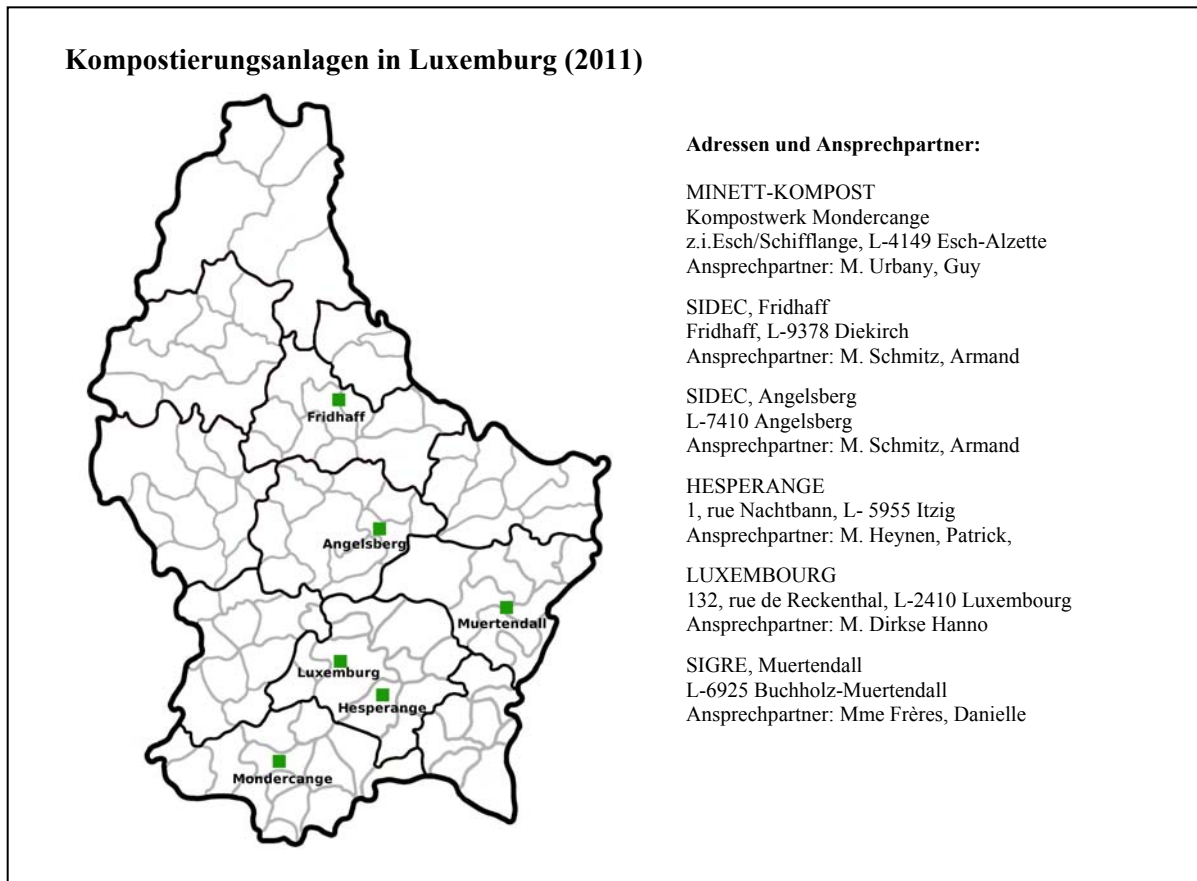 Kompostierungsanlagen in Luxemburg (2011)
Fridhaff
Angelsberg
Muertendall
Luxemburg
Hesperange
Mondercange
Adressen und Ansprechpartner:
MINETT-KOMPOST
Kompostwerk Mondercange
z.i.Esch/Schifflange, L-4149 Esch-Alzette
Ansprechpartner: M. Urbany, Guy
SIDEC, Fridhaff
Fridhaff, L-9378 Diekirch
Ansprechpartner: M. Schmitz, Armand
SIDEC, Angelsberg
L-7410 Angelsberg
Ansprechpartner: M. Schmitz, Armand
HESPERANGE
1, rue Nachtbann, L- 5955 Itzig
Ansprechpartner: M. Heynen, Patrick,
LUXEMBOURG
132, rue de Reckenthal, L-2410 Luxembourg
Ansprechpartner: M. Dirkse Hanno
SIGRE, Muertendall
L-6925 Buchholz-Muertendall
Ansprechpartner: Mme Frères, Danielle